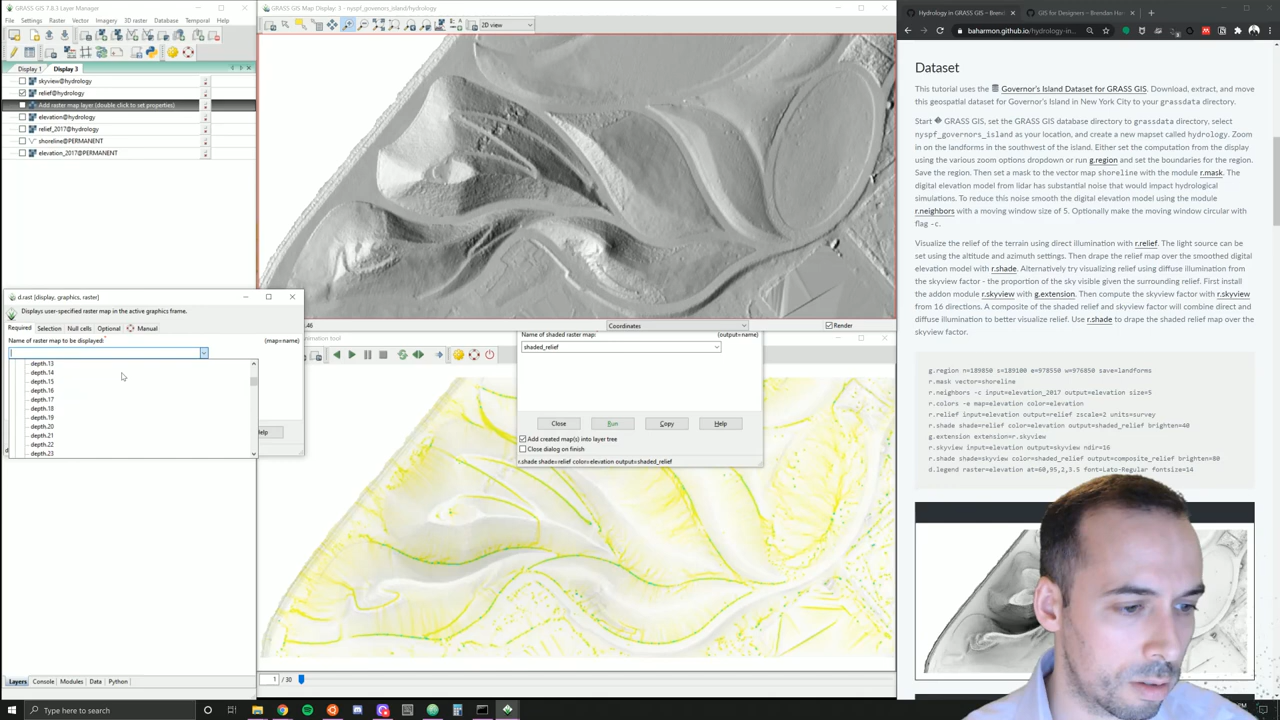 GRASS GIS 7.8.3 Layer Manager
File Settings Raster Vector Imagery 3D raster Database Temporal Help
Display 1 Display 3
skyview@hydrology
relief@hydrology
Add raster map layer (double click to set properties)
elevation@hydrology
relief_2017@hydrology
shoreline@PERMANENT
elevation_2017@PERMANENT
d.rast [display, graphics, raster]
Displays user-specified raster map in the active graphics frame.
Required Selection Null cells Optional Manual
Name of raster map to be displayed:* (map=name)
depth.13
depth.14
depth.15
depth.16
depth.17
depth.18
depth.19
depth.20
depth.21
depth.22
depth.23
Layers Console Modules Data Python
GRASS GIS Map Display: 3 - nyspf_govenors_island/hydrology
2D view
Coordinates
Render
Name of shaded raster map: (output=name)
shaded_relief
Close Run Copy Help
Add created map(s) into layer tree
Close dialog on finish
r.shade shade=relief color=elevation output=shaded_relief
1 / 30
Type here to search
baharmon.github.io/hydrology-in...
Dataset
This tutorial uses the Governor's Island Dataset for GRASS GIS. Download, extract, and move
this geospatial dataset for Governor's Island in New York City to your grassdata directory.
Start GRASS GIS, set the GRASS GIS database directory to grassdata directory, select
nyspf_governors_island as your location, and create a new mapset called hydrology. Zoom
in on the landforms in the southwest of the island. Either set the computation from the display
using the various zoom options dropdown or run g.region and set the boundaries for the region.
Save the region. Then set a mask to the vector map shoreline with the module r.mask. The
digital elevation model from lidar has substantial noise that would impact hydrological
simulations. To reduce this noise smooth the digital elevation model using the module
r.neighbors with a moving window size of 5. Optionally make the moving window circular with
flag -c.
Visualize the relief of the terrain using direct illumination with r.relief. The light source can be
set using the altitude and azimuth settings. Then drape the relief map over the smoothed digital
elevation model with r.shade. Alternatively try visualizing relief using diffuse illumination from
the skyview factor - the proportion of the sky visible given the surrounding relief. First install
the addon module r.skyview with g.extension. Then compute the skyview factor with r.skyview
from 16 directions. A composite of the shaded relief and skyview factor will combine direct and
diffuse illumination to better visualize relief. Use r.shade to drape the shaded relief map over the
skyview factor.
g.region n=189850 s=189100 e=978550 w=976850 save=landforms
r.mask vector=shoreline
r.neighbors -c input=elevation_2017 output=elevation size=5
r.colors -e map=elevation color=elevation
r.relief input=elevation output=relief zscale=2 units=survey
r.shade shade=relief color=elevation output=shaded_relief brighten=40
g.extension extension=r.skyview
r.skyview input=elevation output=skyview ndir=16
r.shade shade=skyview color=shaded_relief output=composite_relief brighten=80
d.legend raster=elevation at=60,95,2,3.5 font=Lato-Regular fontsize=14